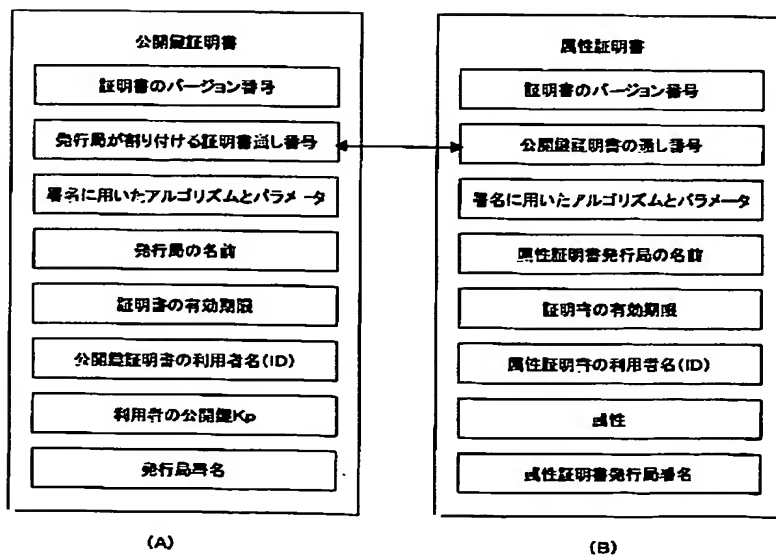 公開鍵証明書
証明書のバージョン番号
発行局が割り付ける証明書通し番号
署名に用いたアルゴリズムとパラメータ
発行局の名前
証明書の有効期限
公開鍵証明書の利用者名(ID)
利用者の公開鍵Kp
発行局署名
(A)
属性証明書
証明書のバージョン番号
公開鍵証明書の通し番号
署名に用いたアルゴリズムとパラメータ
属性証明書発行局の名前
証明書の有効期限
属性証明書の利用者名(ID)
属性
属性証明書発行局署名
(B)